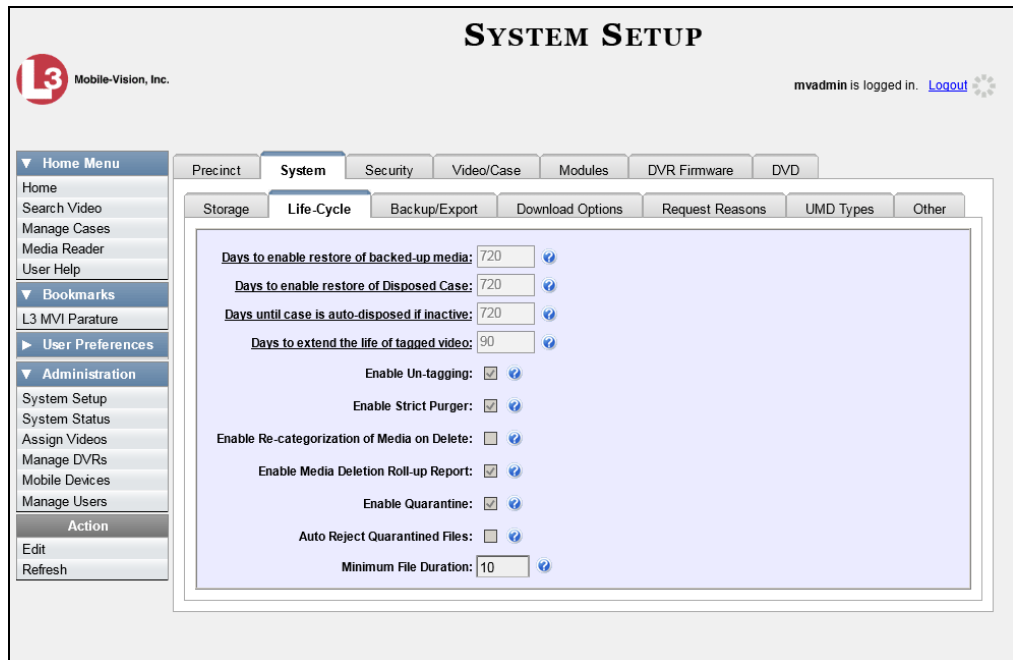 SYSTEM SETUP
L3 Mobile-Vision, Inc.
mvadmin is logged in. Logout
▼ Home Menu
Home
Search Video
Manage Cases
Media Reader
User Help
▼ Bookmarks
L3 MVI Parature
▶ User Preferences
▼ Administration
System Setup
System Status
Assign Videos
Manage DVRs
Mobile Devices
Manage Users
Action
Edit
Refresh
Precinct System Security Video/Case Modules DVR Firmware DVD
Storage Life-Cycle Backup/Export Download Options Request Reasons UMD Types Other
Days to enable restore of backed-up media: 720 ?
Days to enable restore of Disposed Case: 720 ?
Days until case is auto-disposed if inactive: 720 ?
Days to extend the life of tagged video: 90 ?
Enable Un-tagging: ?
Enable Strict Purger: ?
Enable Re-categorization of Media on Delete: ?
Enable Media Deletion Roll-up Report: ?
Enable Quarantine: ?
Auto Reject Quarantined Files: ?
Minimum File Duration: 10 ?